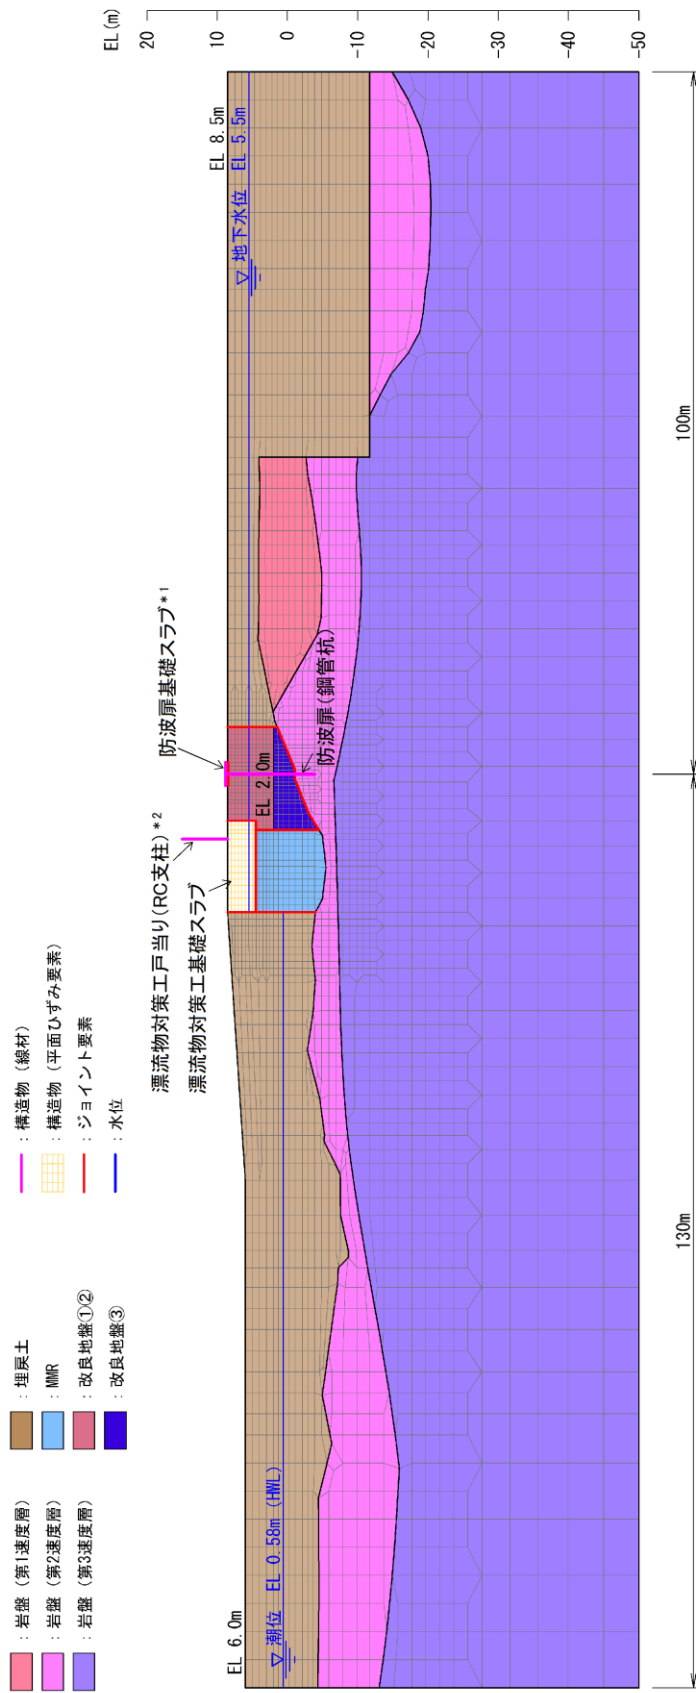 ：岩盤（第1速度層）
：岩盤（第2速度層）
：岩盤（第3速度層）
：埋戻土
：MMR
：改良地盤①②
：改良地盤③
：構造物（線材）
：構造物（平面ひずみ要素）
：ジョイント要素
：水位
EL(m)
20
10
0
-10
-20
-30
-40
-50
漂流物対策工戸当り(RC支柱)*2
漂流物対策工基礎スラブ
防波扉基礎スラブ*1
防波扉(鋼管杭)
EL 2.0m
EL 6.0m
▽潮位 EL 0.58m (HWL)
EL 8.5m
▽地下水位 EL 5.5m
130m
100m